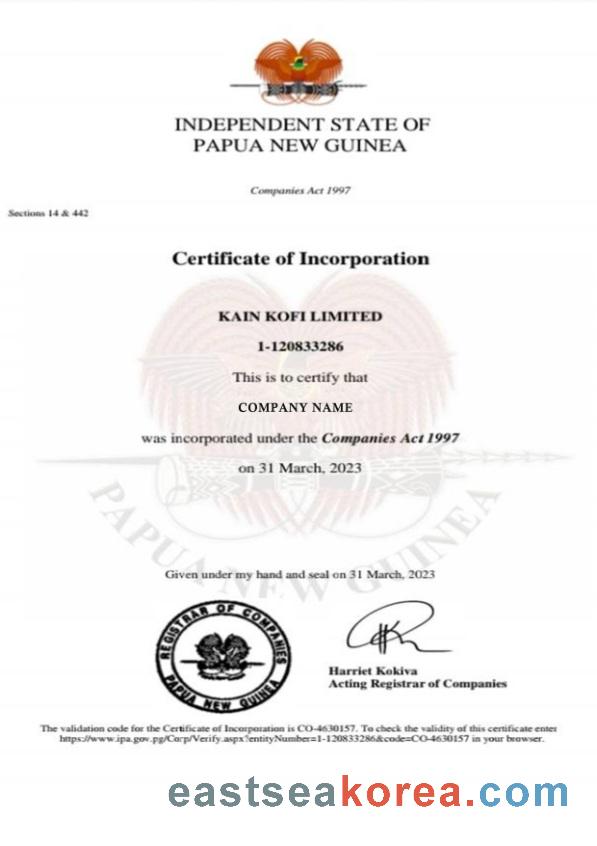 INDEPENDENT STATE OF
PAPUA NEW GUINEA
Companies Act 1997
Sections 14 & 442
Certificate of Incorporation
KAIN KOFI LIMITED
1-120833286
This is to certify that
COMPANY NAME
was incorporated under the Companies Act 1997
on 31 March, 2023
PAPUA NEW GUINEA
Given under my hand and seal on 31 March, 2023
REGISTRAR OF COMPANIES
PAPUA NEW GUINEA
Harriet Kokiva
Acting Registrar of Companies
The validation code for the Certificate of Incorporation is CO-4630157. To check the validity of this certificate enter
https://www.ipa.gov.pg/Corp/Verify.aspx?entityNumber=1-120833286&code=CO-4630157 in your browser.
eastseakorea.com